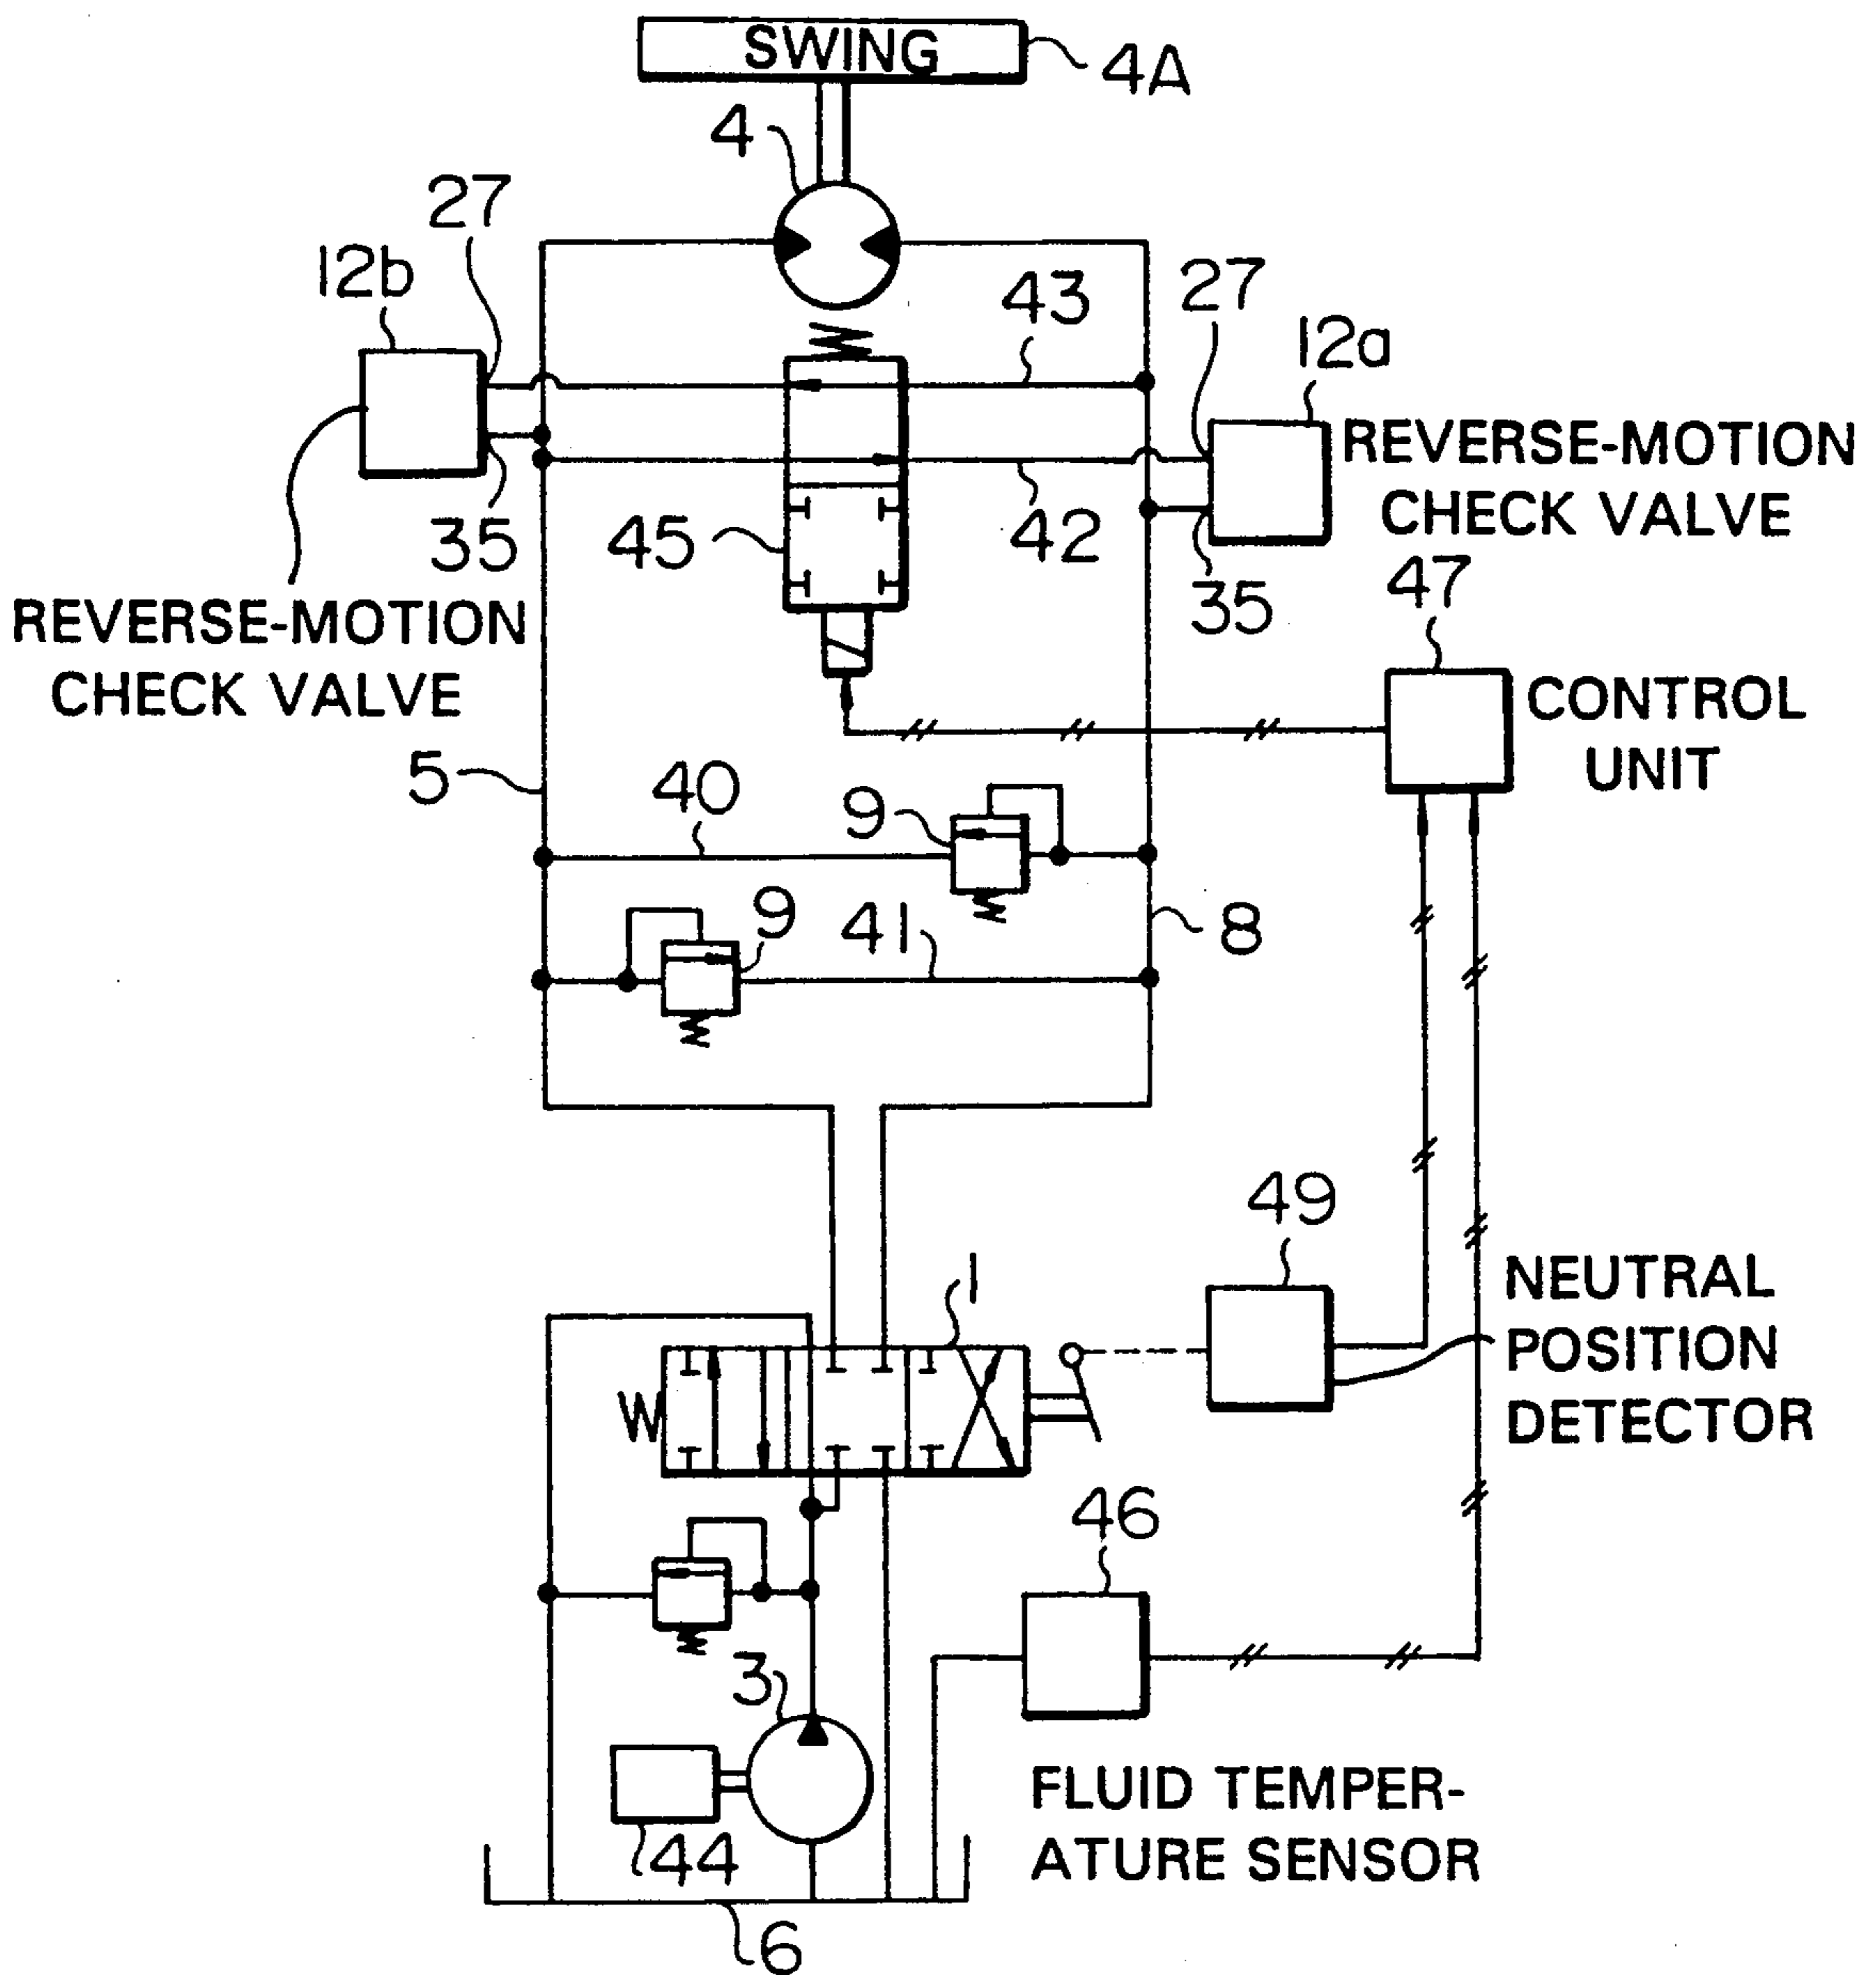 SWING
4A
4
27
12b
43
27
12a
REVERSE-MOTION
CHECK VALVE
35
45
42
35
47
REVERSE-MOTION
CHECK VALVE
CONTROL
UNIT
5
40
9
9
41
8
49
1
NEUTRAL
POSITION
DETECTOR
46
3
FLUID TEMPER-
ATURE SENSOR
44
6